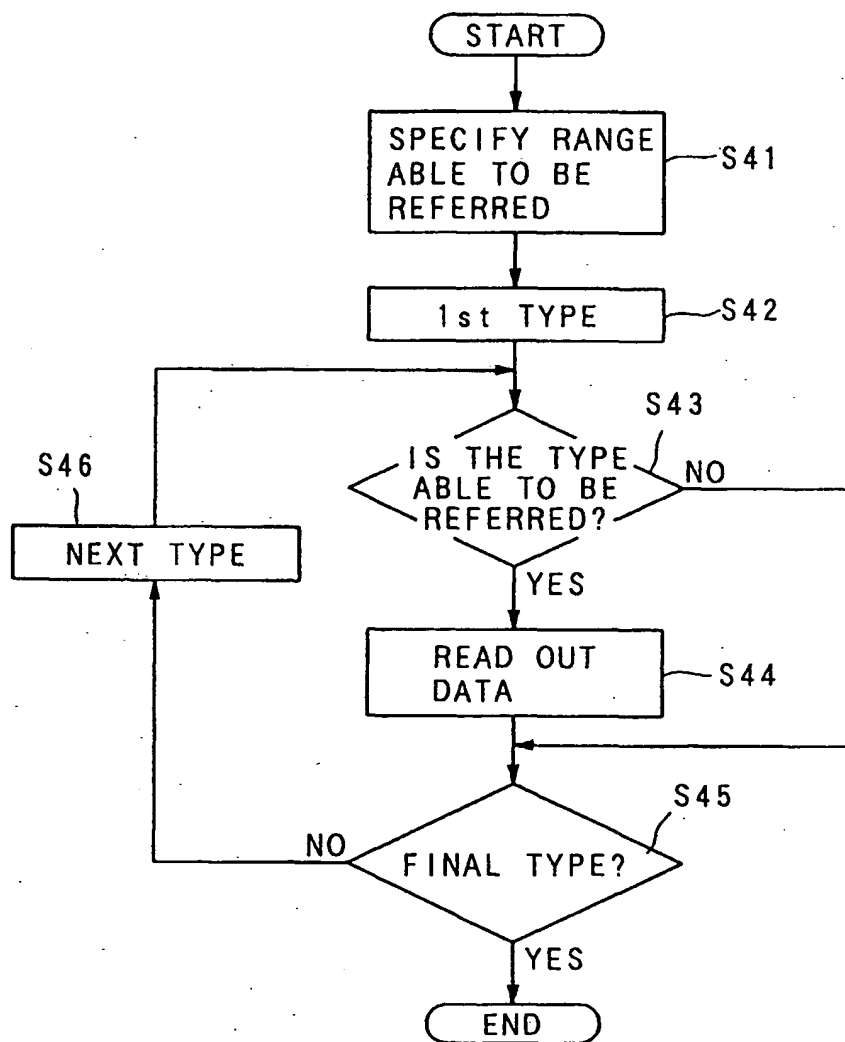 START
SPECIFY RANGE
ABLE TO BE
REFERRED
S41
1st TYPE
S42
S43
IS THE TYPE
ABLE TO BE
REFERRED?
NO
S46
NEXT TYPE
YES
READ OUT
DATA
S44
S45
FINAL TYPE?
NO
YES
END